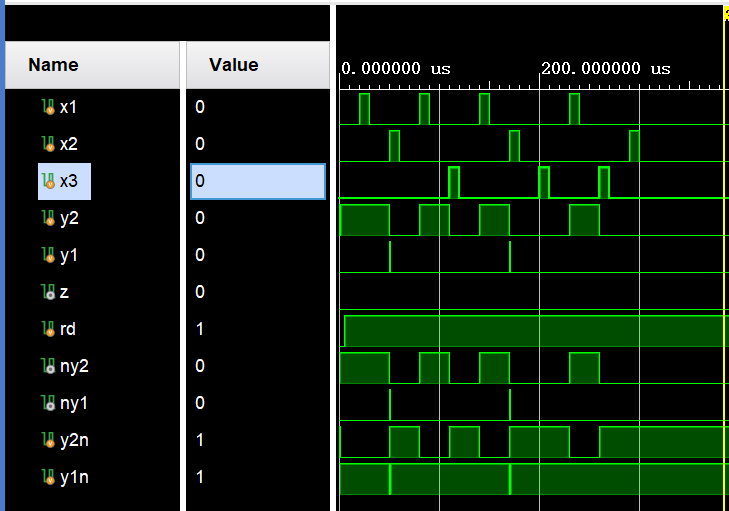 Name Value
0.000000 us 200.000000 us
x1 0
x2 0
x3 0
y2 0
y1 0
z 0
rd 1
ny2 0
ny1 0
y2n 1
y1n 1